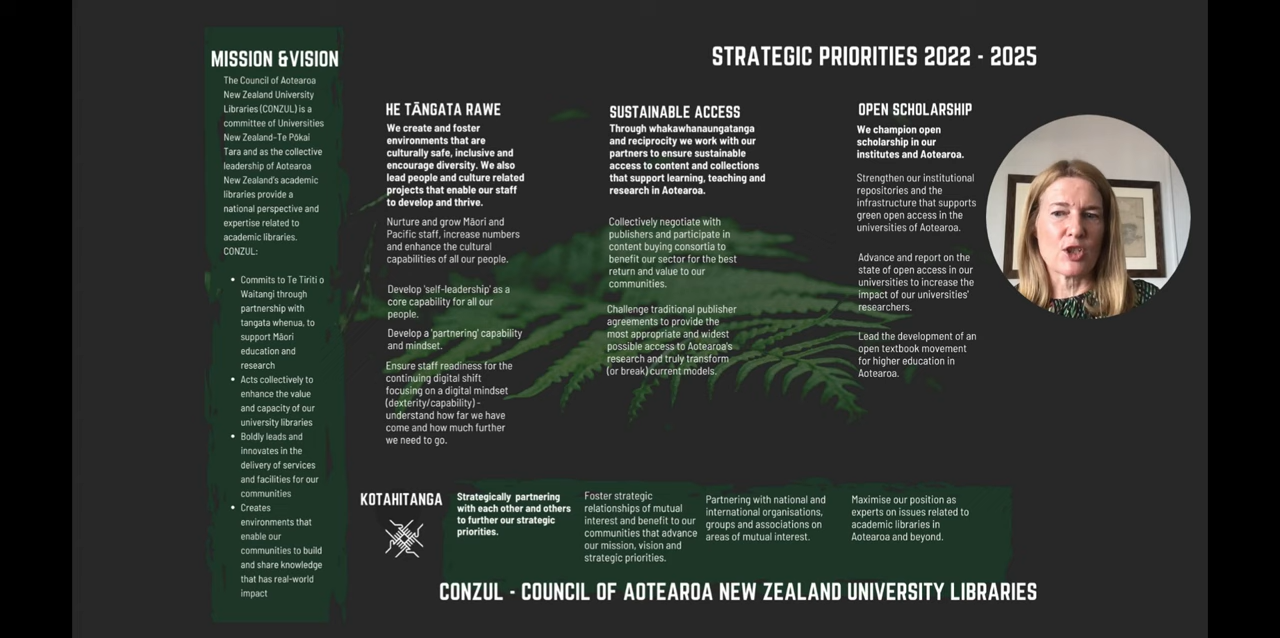 MISSION &VISION
The Council of Aotearoa
New Zealand University
Libraries (CONZUL) is a
committee of Universities
New Zealand-Te Pōkai
Tara and as the collective
leadership of Aotearoa
New Zealand's academic
libraries provide a
national perspective and
expertise related to
academic libraries.
CONZUL:
• Commits to Te Tiriti o
Waitangi through
partnership with
tangata whenua, to
support Māori
education and
research
• Acts collectively to
enhance the value
and capacity of our
university libraries
• Boldly leads and
innovates in the
delivery of services
and facilities for our
communities
• Creates
environments that
enable our
communities to build
and share knowledge
that has real-world
impact
STRATEGIC PRIORITIES 2022 - 2025
HE TĀNGATA RAWE
We create and foster
environments that are
culturally safe, inclusive and
encourage diversity. We also
lead people and culture related
projects that enable our staff
to develop and thrive.
Nurture and grow Māori and
Pacific staff, increase numbers
and enhance the cultural
capabilities of all our people.
Develop 'self-leadership' as a
core capability for all our
people.
Develop a 'partnering' capability
and mindset.
Ensure staff readiness for the
continuing digital shift
focusing on a digital mindset
(dexterity/capability) -
understand how far we have
come and how much further
we need to go.
SUSTAINABLE ACCESS
Through whakawhanaungatanga
and reciprocity we work with our
partners to ensure sustainable
access to content and collections
that support learning, teaching and
research in Aotearoa.
Collectively negotiate with
publishers and participate in
content buying consortia to
benefit our sector for the best
return and value to our
communities.
Challenge traditional publisher
agreements to provide the
most appropriate and widest
possible access to Aotearoa's
research and truly transform
(or break) current models.
OPEN SCHOLARSHIP
We champion open
scholarship in our
institutes and Aotearoa.
Strengthen our institutional
repositories and the
infrastructure that supports
green open access in the
universities of Aotearoa.
Advance and report on the
state of open access in our
universities to increase the
impact of our universities'
researchers.
Lead the development of an
open textbook movement
for higher education in
Aotearoa.
KOTAHITANGA
Strategically partnering
with each other and others
to further our strategic
priorities.
Foster strategic
relationships of mutual
interest and benefit to our
communities that advance
our mission, vision and
strategic priorities.
Partnering with national and
international organisations,
groups and associations on
areas of mutual interest.
Maximise our position as
experts on issues related to
academic libraries in
Aotearoa and beyond.
CONZUL - COUNCIL OF AOTEAROA NEW ZEALAND UNIVERSITY LIBRARIES